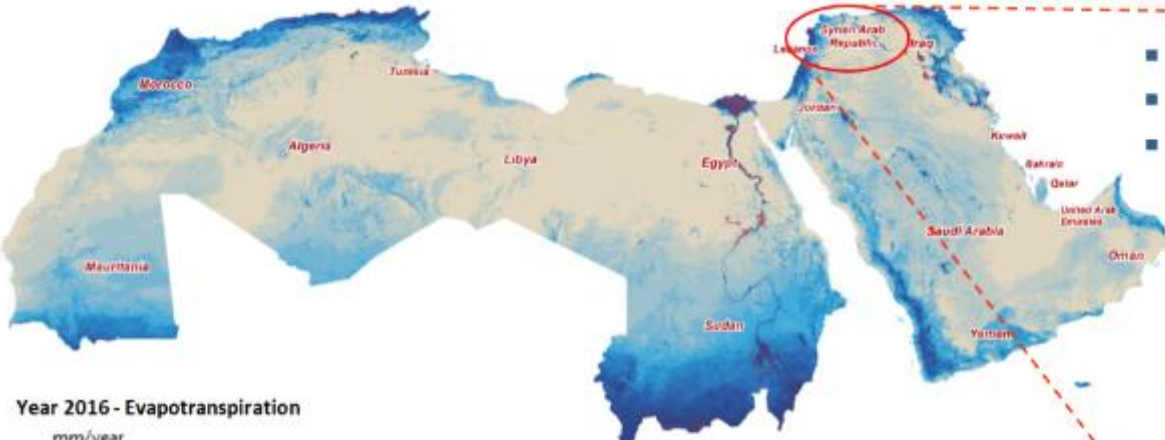 Syrian Arab
Republic
Lebanon
Iraq
Tunisia
Morocco
Jordan
Algeria
Libya
Egypt
Kuwait
Bahrain
Qatar
United Arab
Emirates
Saudi Arabia
Oman
Mauritania
Sudan
Yemen
Year 2016 - Evapotranspiration
mm/year